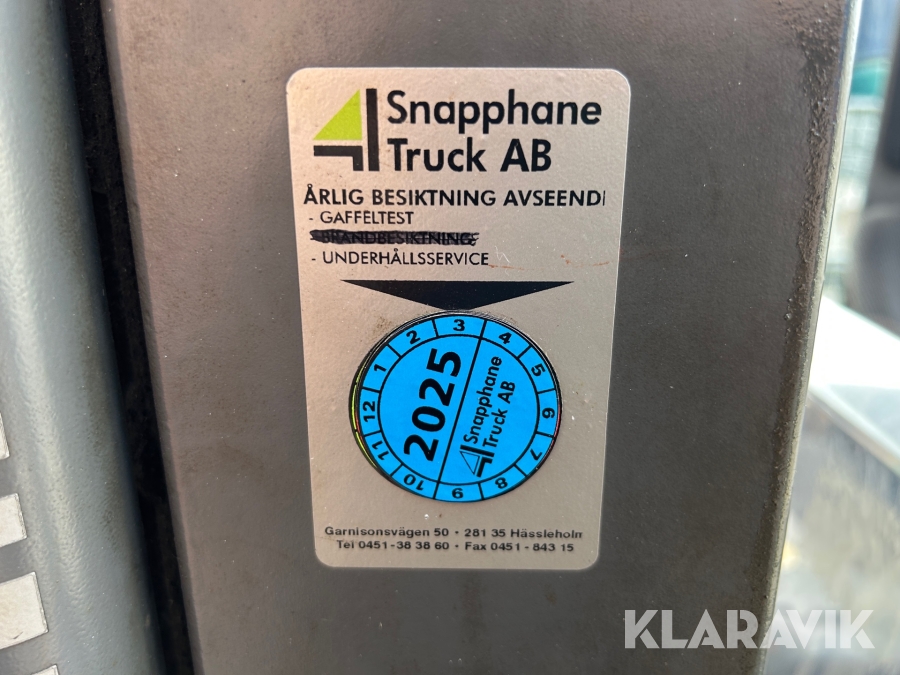 Snapphane
Truck AB
ÅRLIG BESIKTNING AVSEENDE
- GAFFELTEST
BRANDBESIKTNING
- UNDERHÅLLSSERVICE
1 2 3 4 5 6 7 8 9 10 11 12
2025
Snapphane
Truck AB
Garnisonsvägen 50 • 281 35 Hässleholm
Tel 0451-38 38 60 • Fax 0451 - 843 15
KLARAVIK